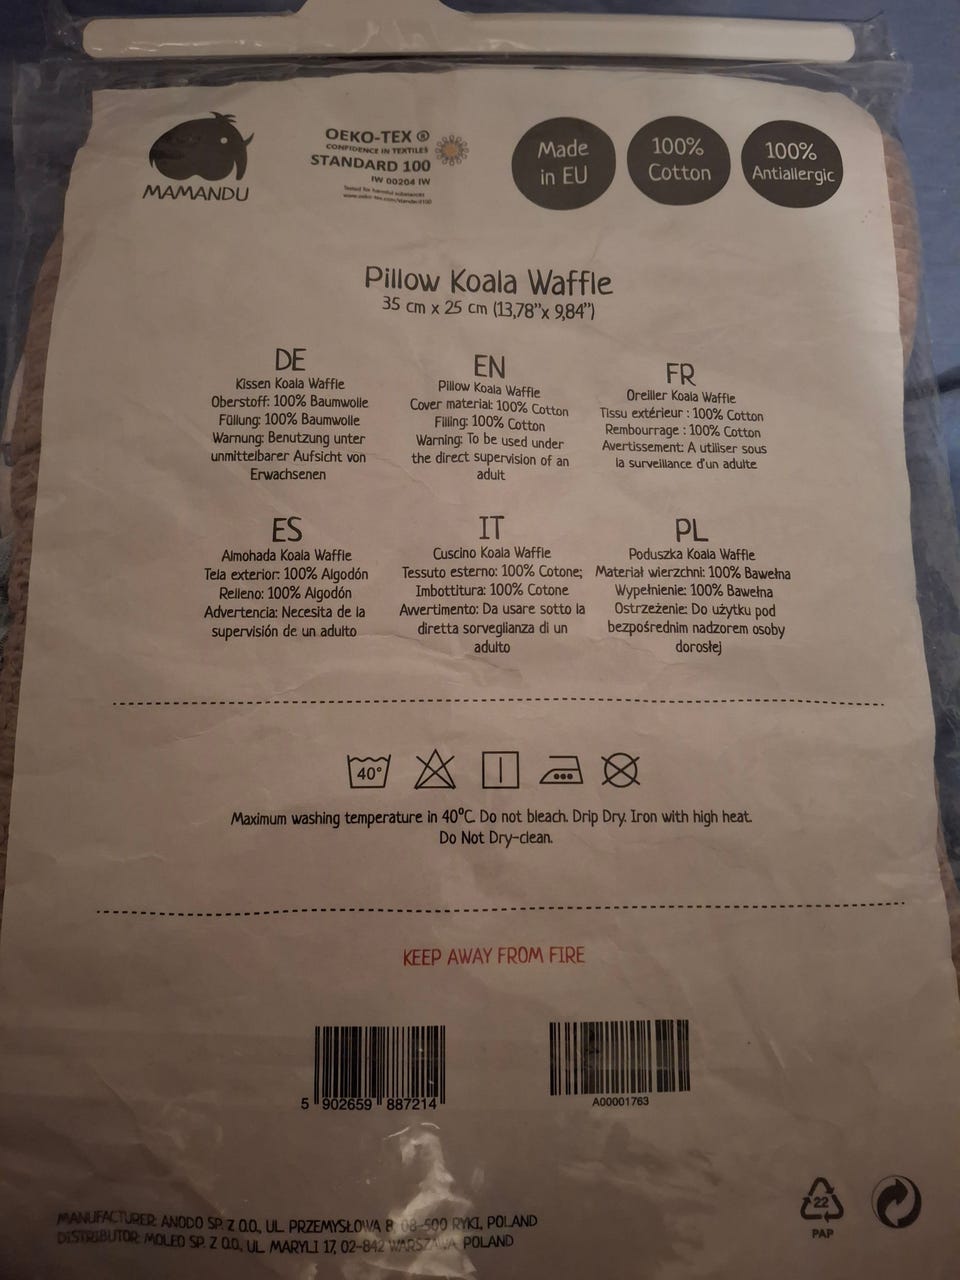 MAMANDU
OEKO-TEX ®
CONFIDENCE IN TEXTILES
STANDARD 100
IW 00204 IW
Tested for harmful substances
www.oeko-tex.com/standard100
Made
in EU
100%
Cotton
100%
Antiallergic
Pillow Koala Waffle
35 cm x 25 cm (13,78”x 9,84”)
DE
Kissen Koala Waffle
Oberstoff: 100% Baumwolle
Füllung: 100% Baumwolle
Warnung: Benutzung unter
unmittelbarer Aufsicht von
Erwachsenen
EN
Pillow Koala Waffle
Cover material: 100% Cotton
Filling: 100% Cotton
Warning: To be used under
the direct supervision of an
adult
FR
Oreiller Koala Waffle
Tissu extérieur : 100% Cotton
Rembourrage : 100% Cotton
Avertissement: A utiliser sous
la surveillance d'un adulte
ES
Almohada Koala Waffle
Tela exterior: 100% Algodón
Relleno: 100% Algodón
Advertencia: Necesita de la
supervisión de un adulto
IT
Cuscino Koala Waffle
Tessuto esterno: 100% Cotone;
Imbottitura: 100% Cotone
Avvertimento: Da usare sotto la
diretta sorveglianza di un
adulto
PL
Poduszka Koala Waffle
Materiał wierzchni: 100% Bawełna
Wypełnienie: 100% Bawełna
Ostrzeżenie: Do użytku pod
bezpośrednim nadzorem osoby
dorosłej
40°
Maximum washing temperature in 40°C. Do not bleach. Drip Dry. Iron with high heat.
Do Not Dry-clean.
KEEP AWAY FROM FIRE
5 902659 887214
A00001763
MANUFACTURER: ANODO SP. Z O.O., UL. PRZEMYSŁOWA 8, 08-500 RYKI, POLAND
DISTRIBUTOR: MOLEO SP. Z O.O., UL. MARYLI 17, 02-842 WARSZAWA, POLAND
22
PAP